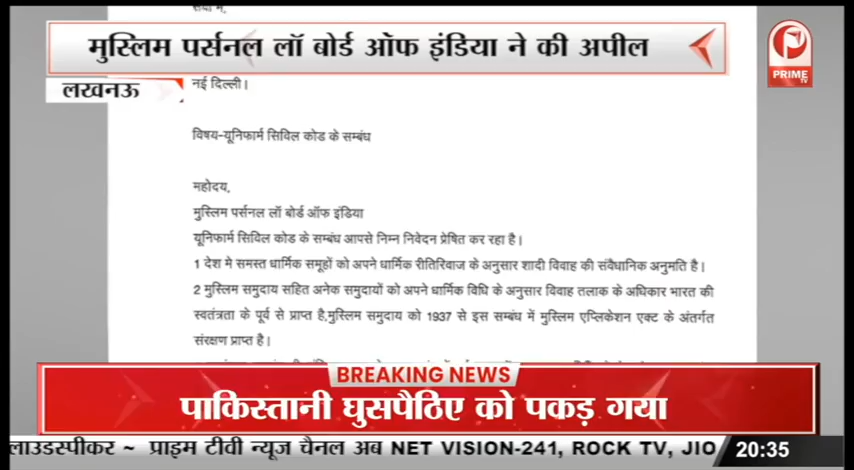 सेवा में,
मुस्लिम पर्सनल लॉ बोर्ड ऑफ इंडिया ने की अपील
PRIME
TV
लखनऊ
नई दिल्ली।
विषय-यूनिफार्म सिविल कोड के सम्बंध
महोदय,
मुस्लिम पर्सनल लॉ बोर्ड ऑफ इंडिया
यूनिफार्म सिविल कोड के सम्बंध आपसे निम्न निवेदन प्रेषित कर रहा है।
1 देश मे समस्त धार्मिक समूहों को अपने धार्मिक रीतिरिवाज के अनुसार शादी विवाह की संवैधानिक अनुमति है।
2 मुस्लिम समुदाय सहित अनेक समुदायों को अपने धार्मिक विधि के अनुसार विवाह तलाक के अधिकार भारत की
स्वतंत्रता के पूर्व से प्राप्त है,मुस्लिम समुदाय को 1937 से इस सम्बंध में मुस्लिम एप्लिकेशन एक्ट के अंतर्गत
संरक्षण प्राप्त है।
BREAKING NEWS
पाकिस्तानी घुसपैठिए को पकड़ गया
लाउडस्पीकर ~ प्राइम टीवी न्यूज चैनल अब NET VISION-241, ROCK TV, JIO
20:35